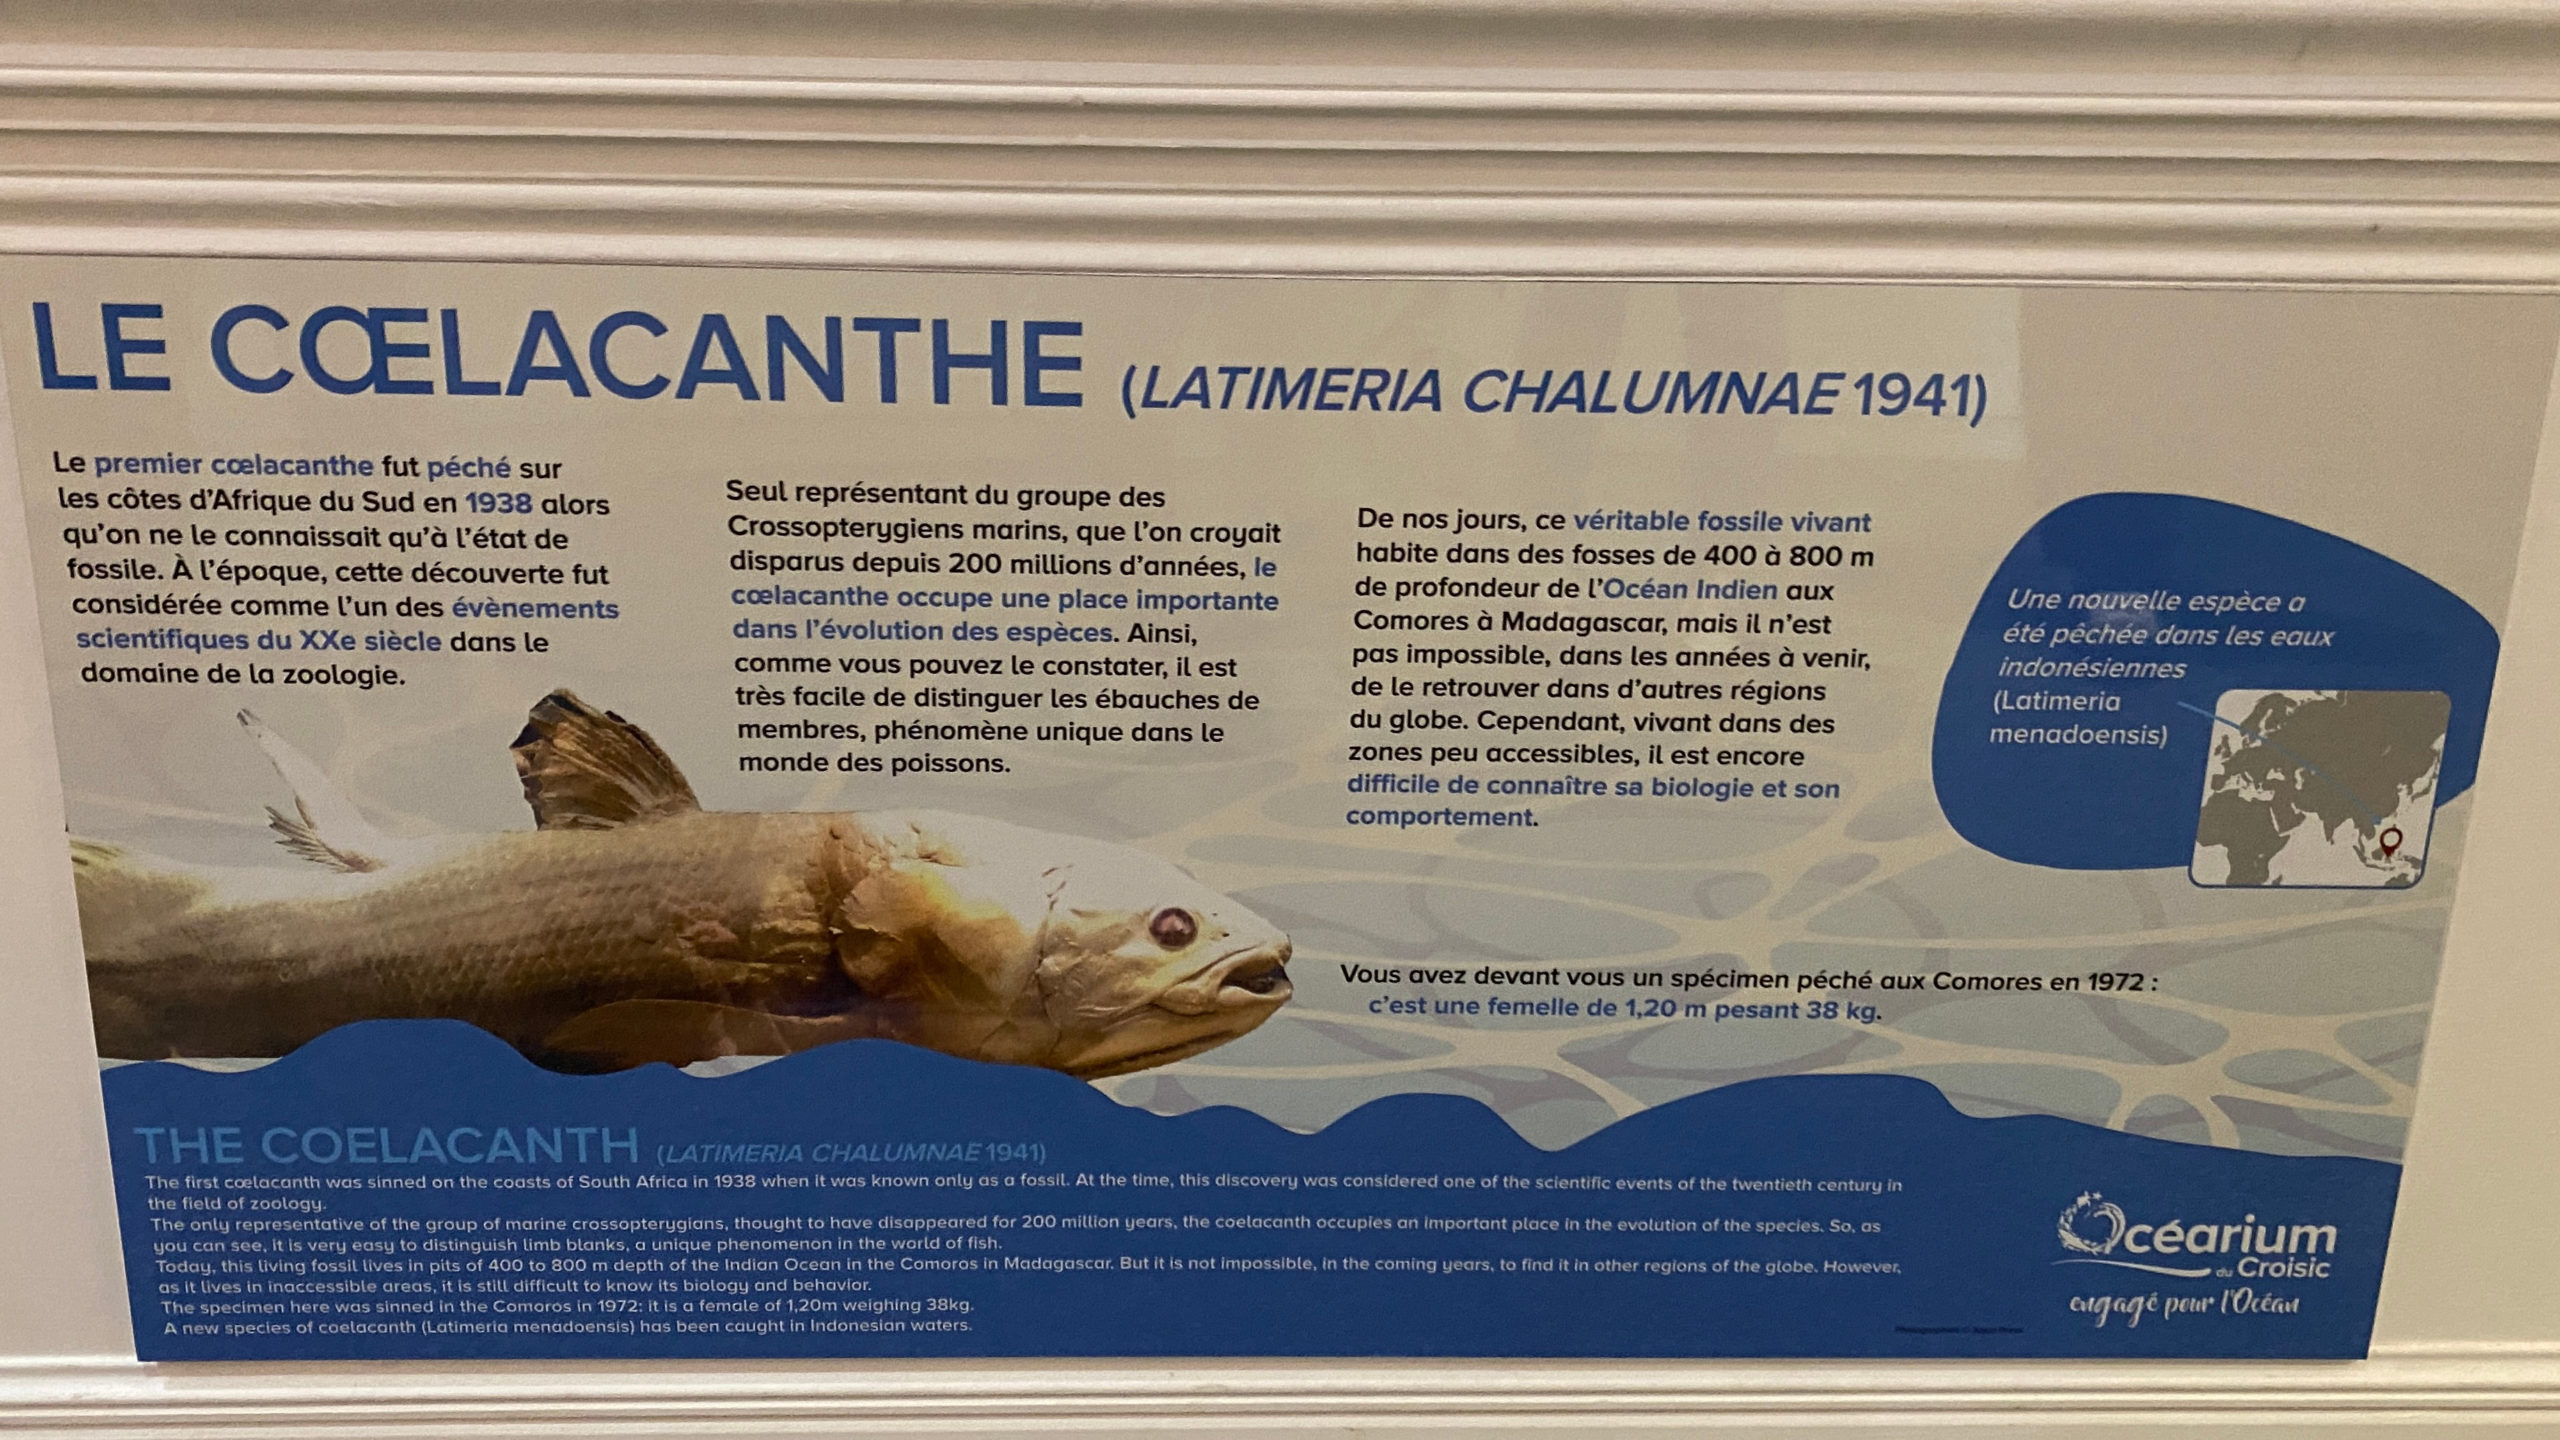 LE CŒLACANTHE (LATIMERIA CHALUMNAE 1941)
Le premier cœlacanthe fut péché sur
les côtes d'Afrique du Sud en 1938 alors
qu'on ne le connaissait qu'à l'état de
fossile. À l'époque, cette découverte fut
considérée comme l'un des évènements
scientifiques du XXe siècle dans le
domaine de la zoologie.
Seul représentant du groupe des
Crossopterygiens marins, que l'on croyait
disparus depuis 200 millions d'années, le
cœlacanthe occupe une place importante
dans l'évolution des espèces. Ainsi,
comme vous pouvez le constater, il est
très facile de distinguer les ébauches de
membres, phénomène unique dans le
monde des poissons.
De nos jours, ce véritable fossile vivant
habite dans des fosses de 400 à 800 m
de profondeur de l'Océan Indien aux
Comores à Madagascar, mais il n'est
pas impossible, dans les années à venir,
de le retrouver dans d'autres régions
du globe. Cependant, vivant dans des
zones peu accessibles, il est encore
difficile de connaître sa biologie et son
comportement.
Une nouvelle espèce a
été pêchée dans les eaux
indonésiennes
(Latimeria
menadoensis)
Vous avez devant vous un spécimen péché aux Comores en 1972 :
c'est une femelle de 1,20 m pesant 38 kg.
THE COELACANTH (LATIMERIA CHALUMNAE 1941)
The first cœlacanth was sinned on the coasts of South Africa in 1938 when it was known only as a fossil. At the time, this discovery was considered one of the scientific events of the twentieth century in
the field of zoology.
The only representative of the group of marine crossopterygians, thought to have disappeared for 200 million years, the coelacanth occupies an important place in the evolution of the species. So, as
you can see, it is very easy to distinguish limb blanks, a unique phenomenon in the world of fish.
Today, this living fossil lives in pits of 400 to 800 m depth of the Indian Ocean in the Comoros in Madagascar. But it is not impossible, in the coming years, to find it in other regions of the globe. However,
as it lives in inaccessible areas, it is still difficult to know its biology and behavior.
The specimen here was sinned in the Comoros in 1972: it is a female of 1,20m weighing 38kg.
A new species of coelacanth (Latimeria menadoensis) has been caught in Indonesian waters.
Océarium
du Croisic
engagé pour l'Océan